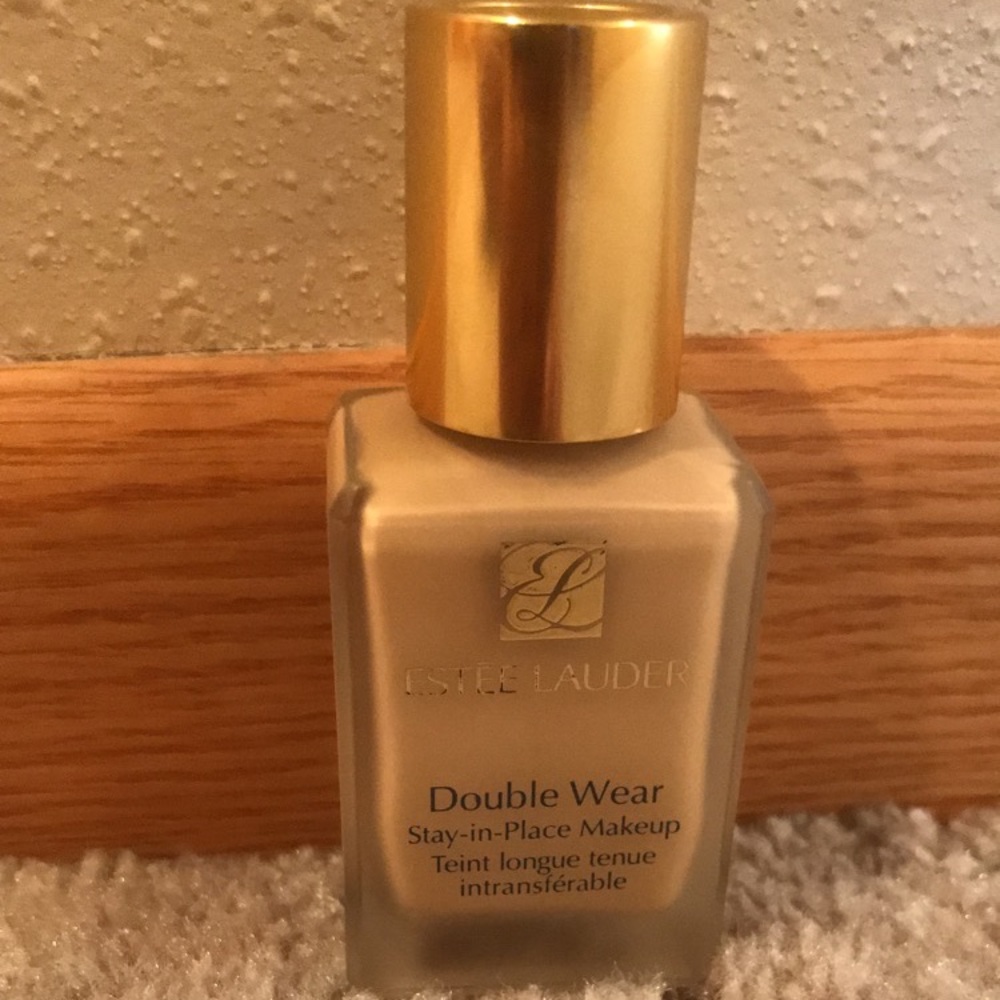 EL
ESTĒE LAUDER
Double Wear
Stay-in-Place Makeup
Teint longue tenue
intransférable